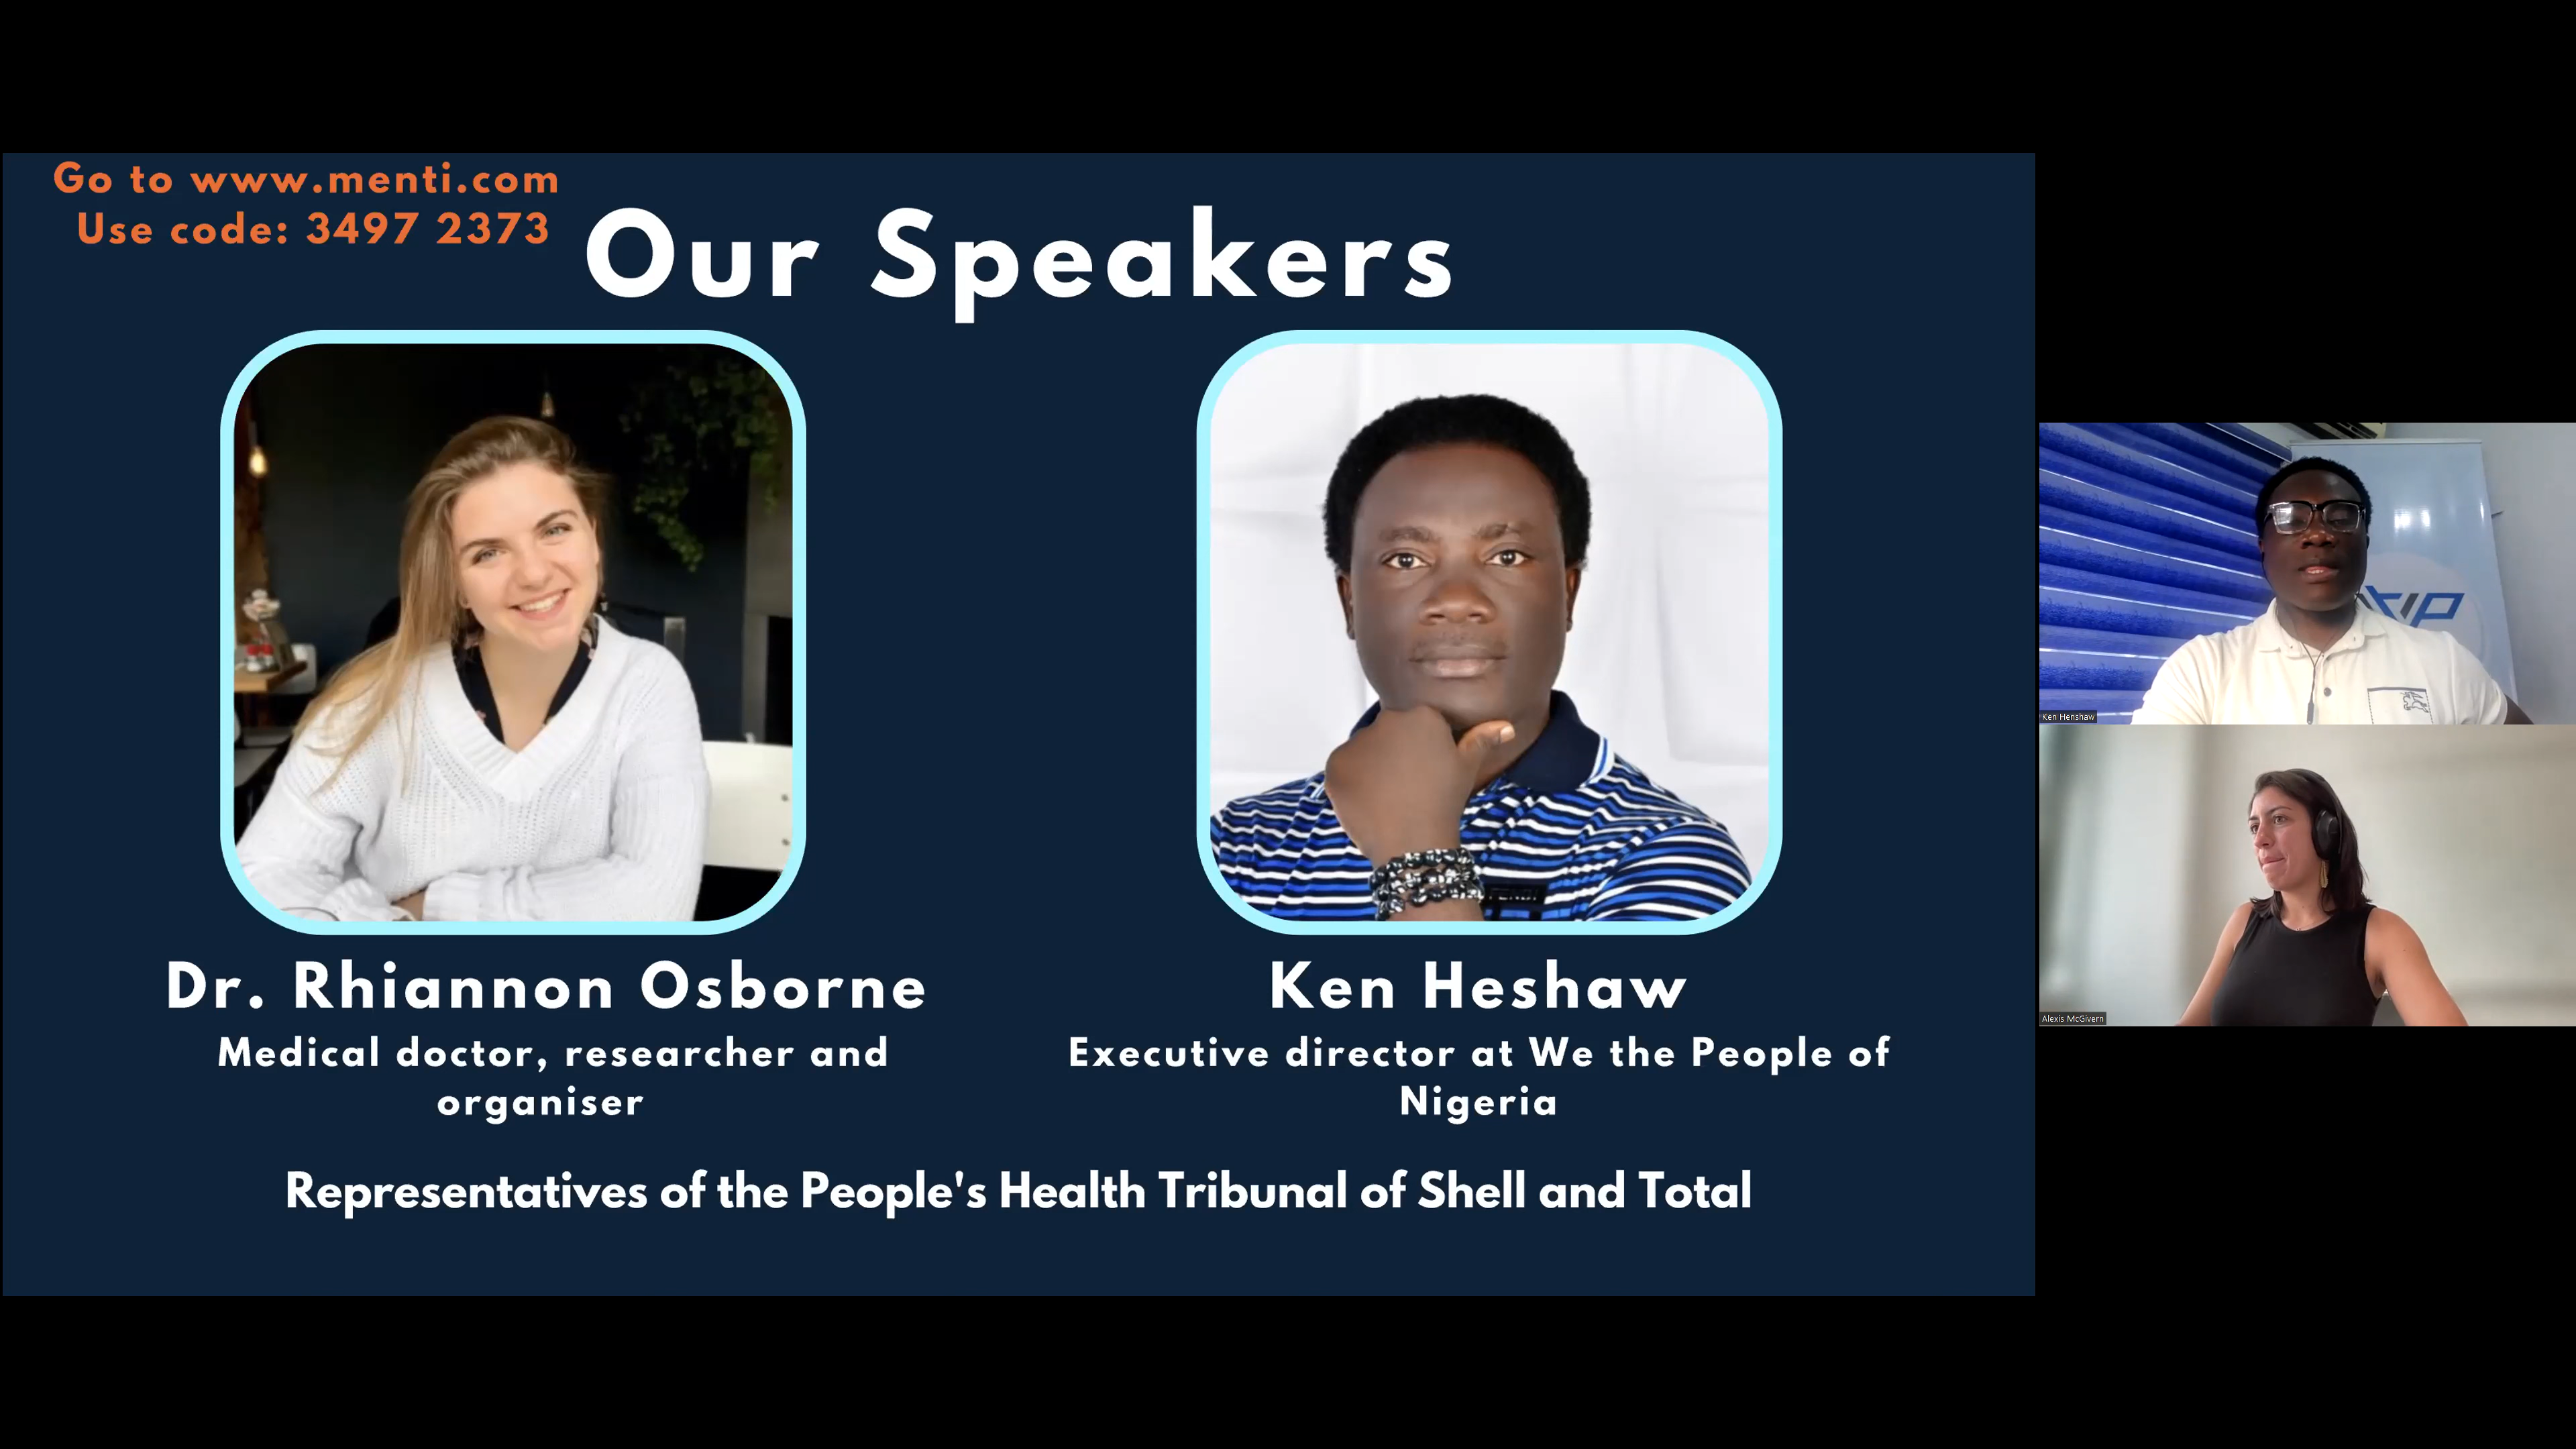 Go to www.menti.com
Use code: 3497 2373
Our Speakers
Dr. Rhiannon Osborne
Medical doctor, researcher and
organiser
Ken Heshaw
Executive director at We the People of
Nigeria
Representatives of the People's Health Tribunal of Shell and Total
Ken Henshaw
Alexis McGivern